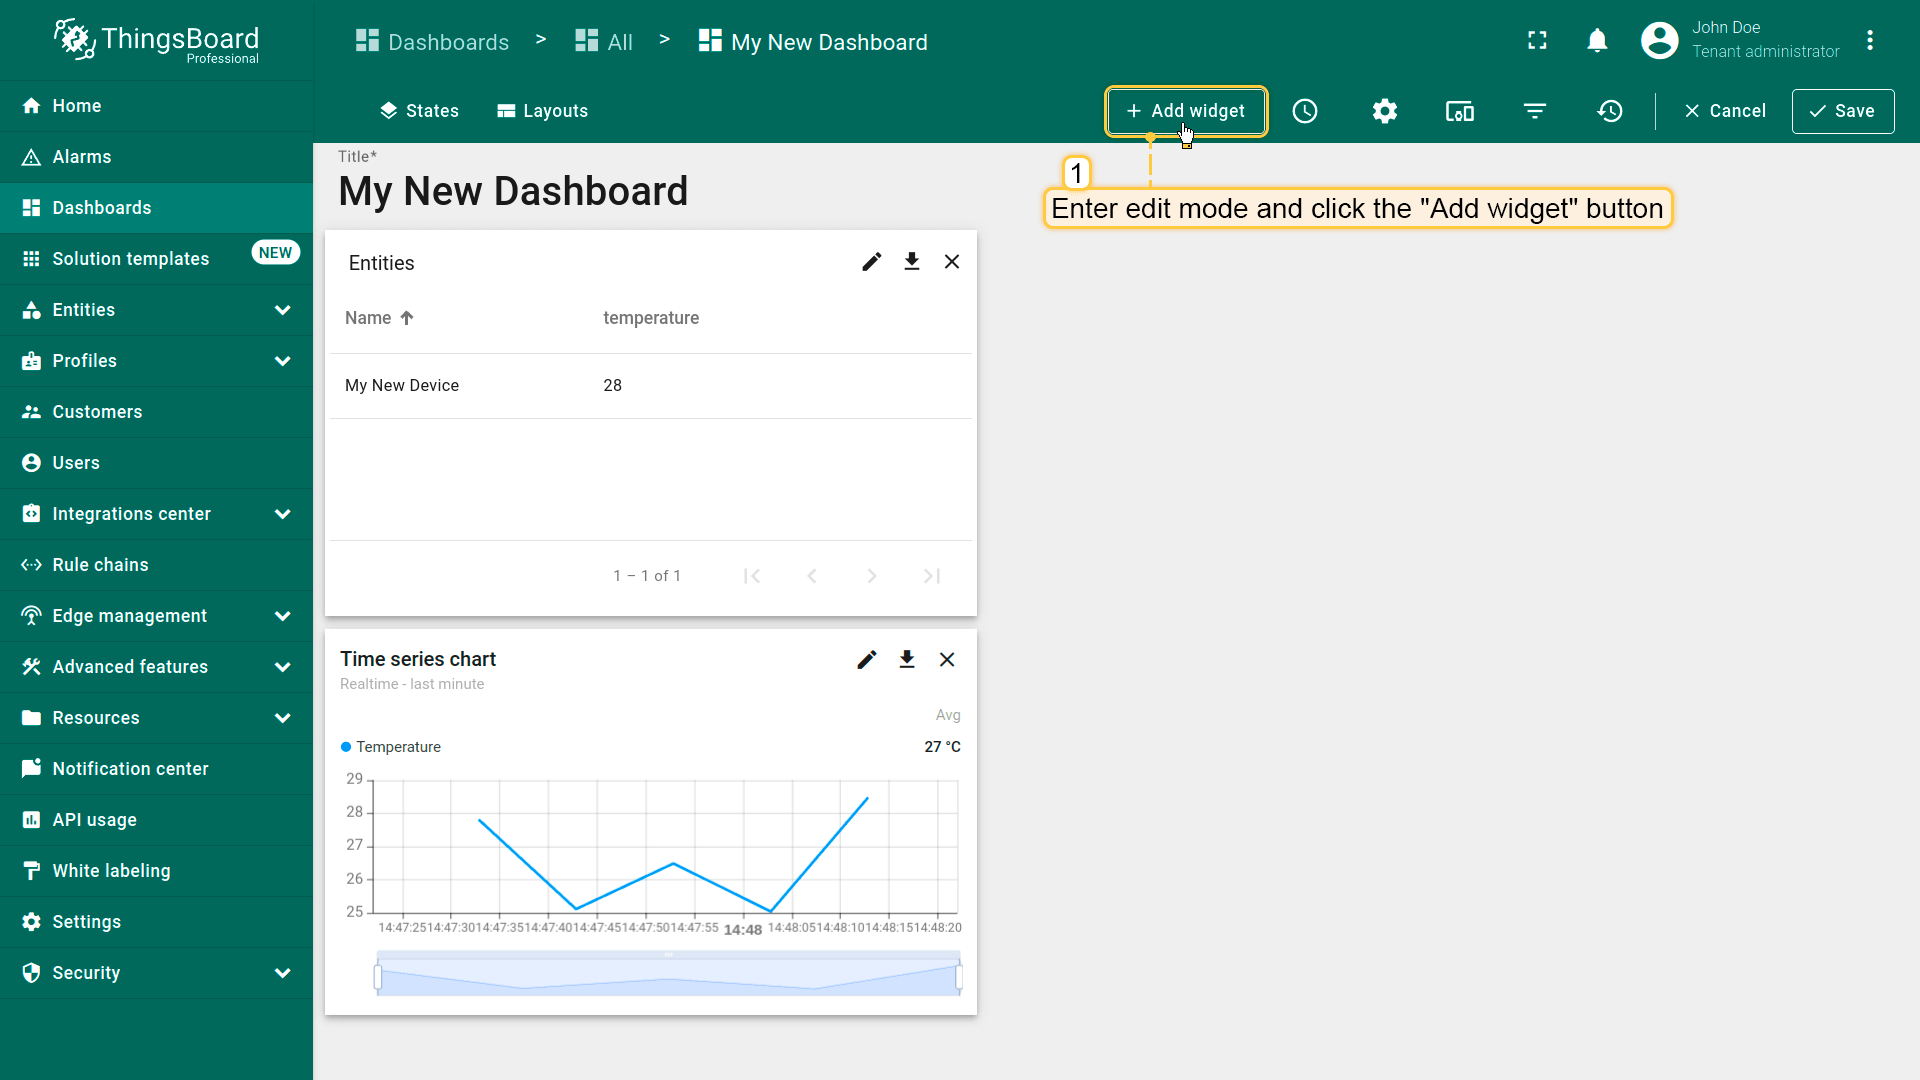 ThingsBoard
Professional
Dashboards > All > My New Dashboard
John Doe
Tenant administrator
States Layouts
+ Add widget
Cancel
Save
Home
Alarms
Dashboards
Solution templates NEW
Entities
Profiles
Customers
Users
Integrations center
Rule chains
Edge management
Advanced features
Resources
Notification center
API usage
White labeling
Settings
Security
Title*
My New Dashboard
1
Enter edit mode and click the "Add widget" button
Entities
Name temperature
My New Device 28
1 – 1 of 1
Time series chart
Realtime - last minute
Avg
Temperature 27 °C
29
28
27
26
25
14:47:25 14:47:30 14:47:35 14:47:40 14:47:45 14:47:50 14:47:55 14:48 14:48:05 14:48:10 14:48:15 14:48:20